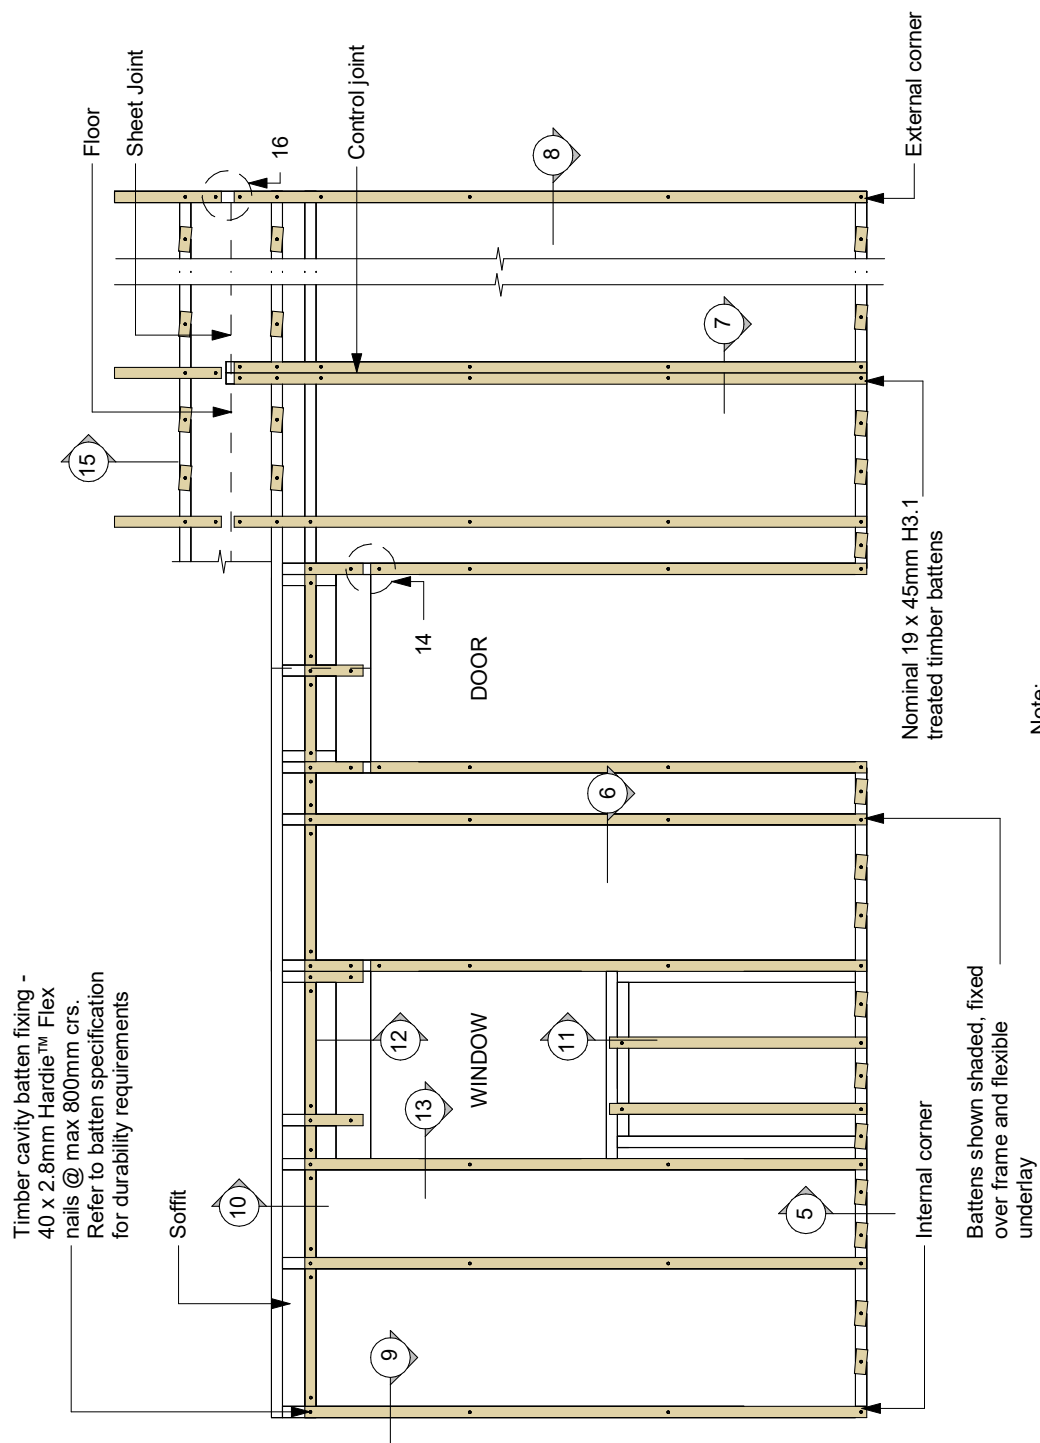 Timber cavity batten fixing -
40 x 2.8mm Hardie™ Flex
nails @ max 800mm crs.
Refer to batten specification
for durability requirements
Soffit
Floor
Sheet Joint
16
Control joint
15
14
8
7
9
10
13
12
11
6
5
WINDOW
DOOR
Internal corner
Battens shown shaded, fixed
over frame and flexible
underlay
Nominal 19 x 45mm H3.1
treated timber battens
External corner
Note: